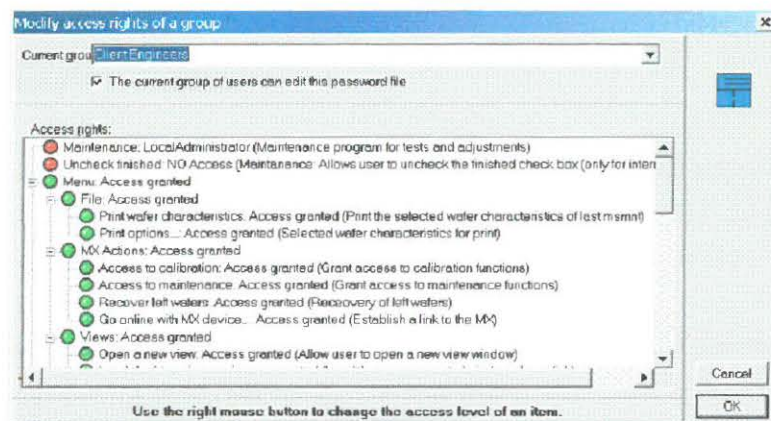 Modify access rights of a group
Current grou Client Engineers
The current group of users can edit this password file
Access rights:
Maintenance: LocalAdministrator (Maintenance program for tests and adjustments)
Uncheck finished: NO Access (Maintenance: Allows user to uncheck the finished check box (only for intern
Menu: Access granted
File: Access granted
Print wafer characteristics: Access granted (Print the selected wafer characteristics of last msmnt)
Print options...: Access granted (Selected wafer characteristics for print)
MX Actions: Access granted
Access to calibration: Access granted (Grant access to calibration functions)
Access to maintenance: Access granted (Grant access to maintenance functions)
Recover left wafers: Access granted (Receovery of left wafers)
Go online with MX device...: Access granted (Establish a link to the MX)
Views: Access granted
Open a new view: Access granted (Allow user to open a new view window)
Cancel
OK
Use the right mouse button to change the access level of an item.